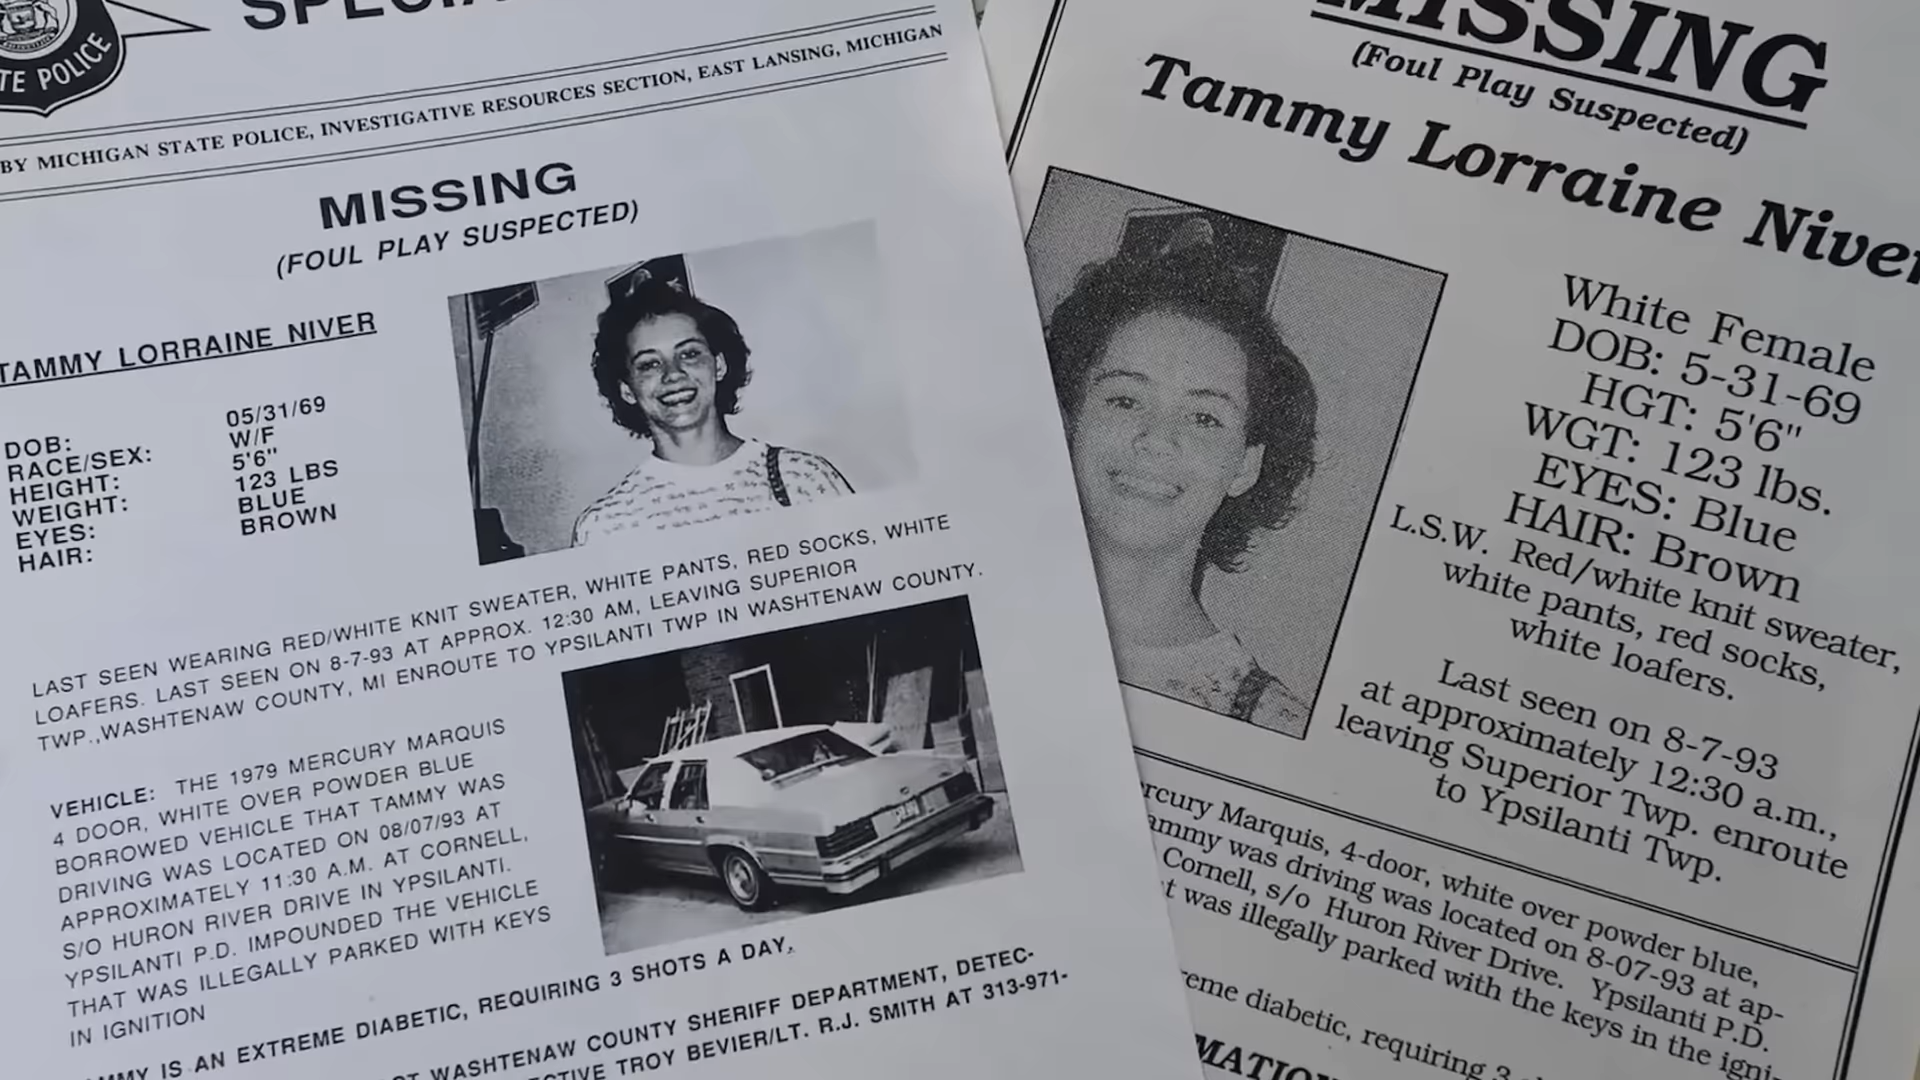 SPECIA
TE POLICE
BY MICHIGAN STATE POLICE, INVESTIGATIVE RESOURCES SECTION, EAST LANSING, MICHIGAN
MISSING
(FOUL PLAY SUSPECTED)
TAMMY LORRAINE NIVER
DOB: 05/31/69
RACE/SEX: W/F
HEIGHT: 5'6"
WEIGHT: 123 LBS
EYES: BLUE
HAIR: BROWN
LAST SEEN WEARING RED/WHITE KNIT SWEATER, WHITE PANTS, RED SOCKS, WHITE
LOAFERS. LAST SEEN ON 8-7-93 AT APPROX. 12:30 AM, LEAVING SUPERIOR
TWP.,WASHTENAW COUNTY, MI ENROUTE TO YPSILANTI TWP IN WASHTENAW COUNTY.
VEHICLE: THE 1979 MERCURY MARQUIS
4 DOOR, WHITE OVER POWDER BLUE
BORROWED VEHICLE THAT TAMMY WAS
DRIVING WAS LOCATED ON 08/07/93 AT
APPROXIMATELY 11:30 A.M. AT CORNELL,
S/O HURON RIVER DRIVE IN YPSILANTI.
YPSILANTI P.D. IMPOUNDED THE VEHICLE
THAT WAS ILLEGALLY PARKED WITH KEYS
IN IGNITION
MMY IS AN EXTREME DIABETIC, REQUIRING 3 SHOTS A DAY.
WASHTENAW COUNTY SHERIFF DEPARTMENT, DETEC-
CTIVE TROY BEVIER/LT. R.J. SMITH AT 313-971-
MISSING
(Foul Play Suspected)
Tammy Lorraine Niver
White Female
DOB: 5-31-69
HGT: 5'6"
WGT: 123 lbs.
EYES: Blue
HAIR: Brown
L.S.W. Red/white knit sweater,
white pants, red socks,
white loafers.
Last seen on 8-7-93
at approximately 12:30 a.m.,
leaving Superior Twp. enroute
to Ypsilanti Twp.
rcury Marquis, 4-door, white over powder blue,
ammy was driving was located on 8-07-93 at ap-
Cornell, s/o Huron River Drive. Ypsilanti P.D.
t was illegally parked with the keys in the igni-
eme diabetic, requiring 3
MATION